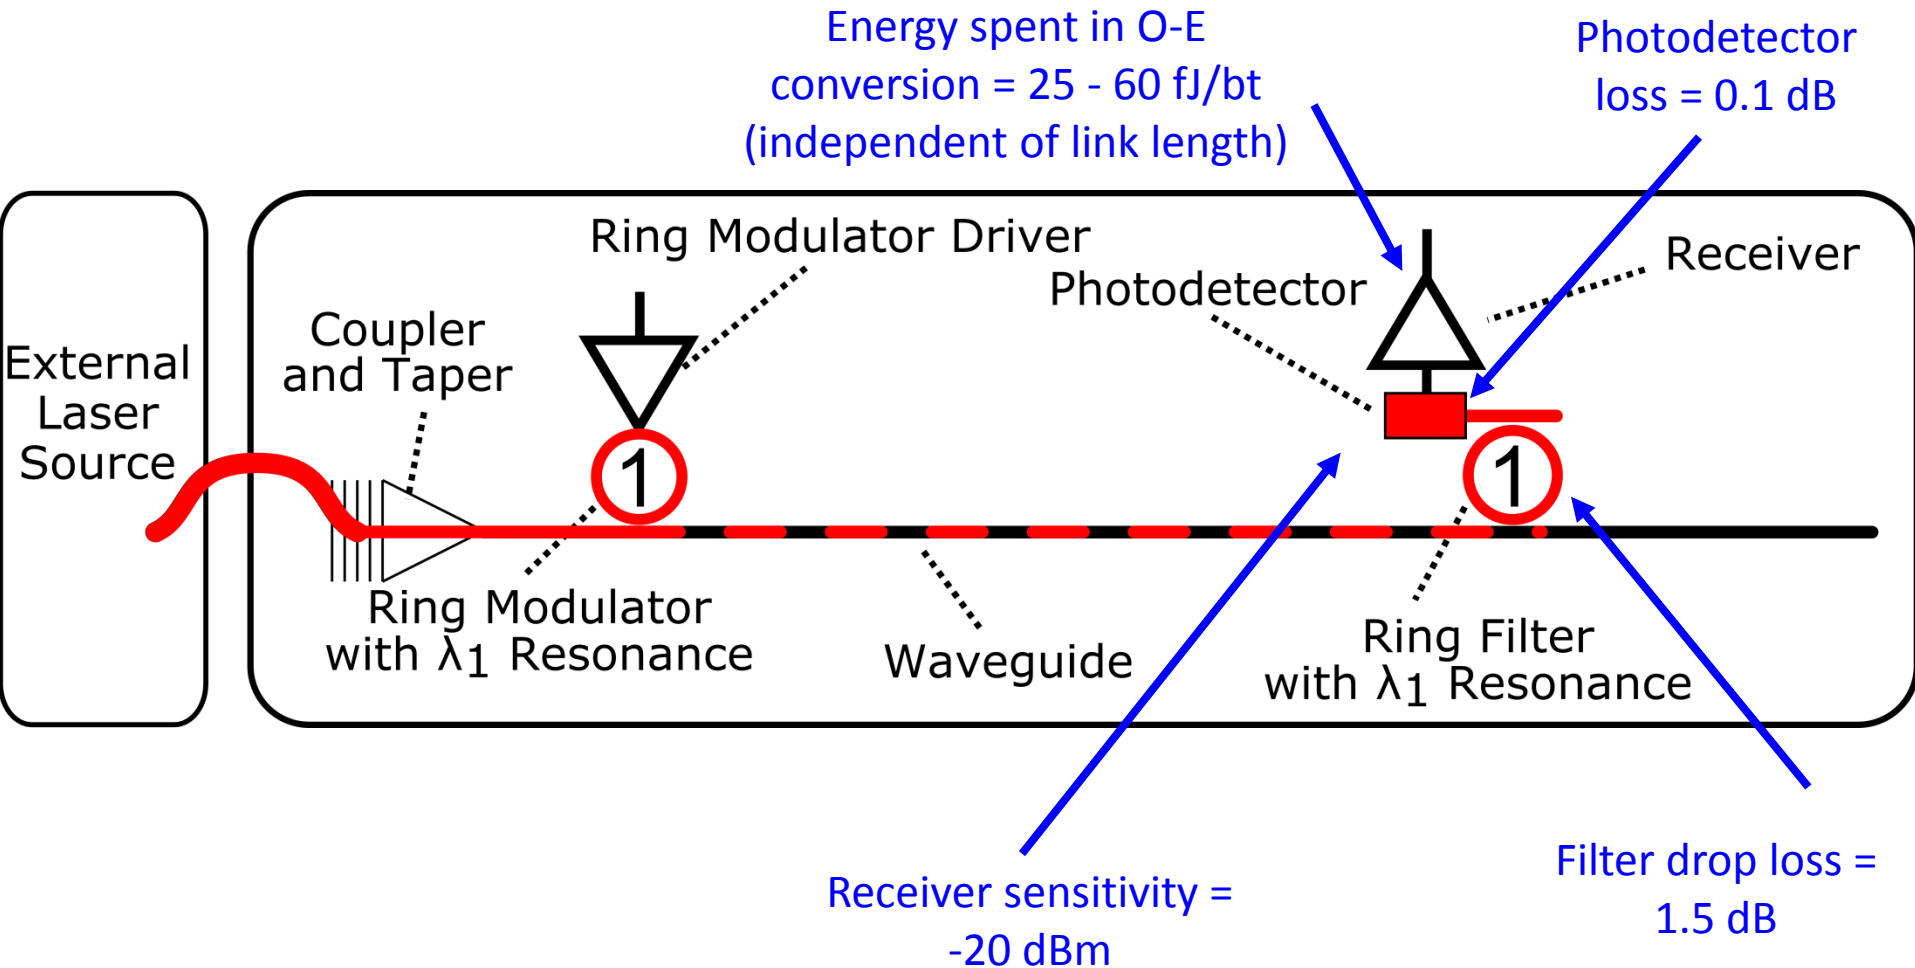 Energy spent in O-E
conversion = 25 - 60 fJ/bt
(independent of link length)
Photodetector
loss = 0.1 dB
Ring Modulator Driver
Receiver
Photodetector
Coupler
and Taper
External
Laser
Source
1
1
Ring Modulator
with λ1 Resonance
Waveguide
Ring Filter
with λ1 Resonance
Receiver sensitivity =
-20 dBm
Filter drop loss =
1.5 dB